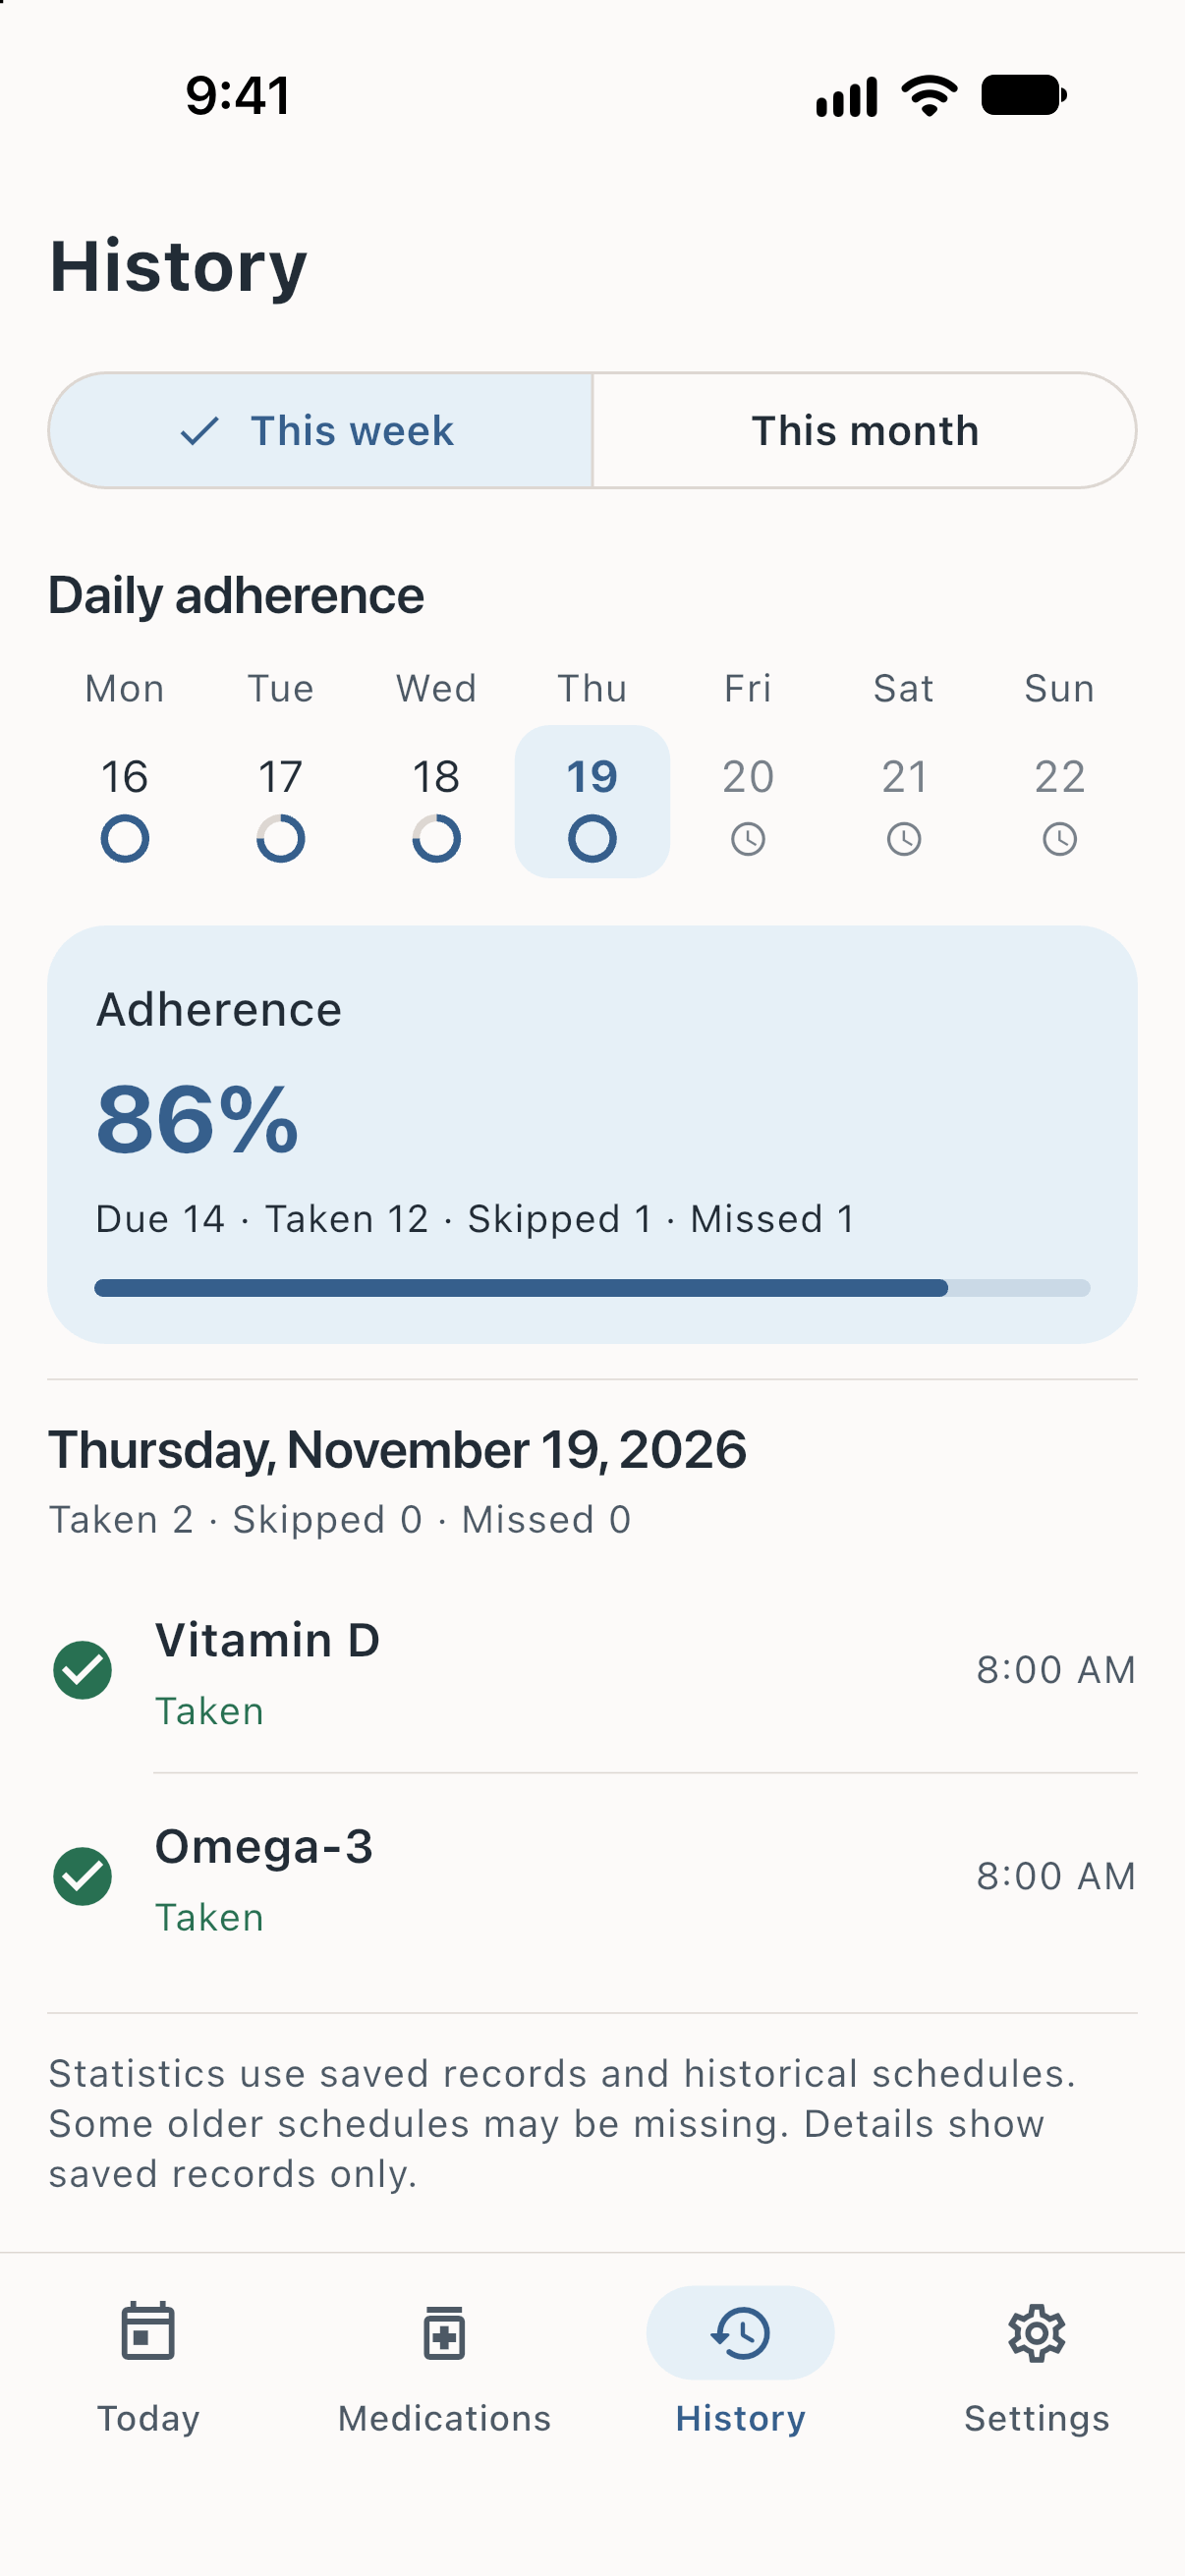 9:41
History
This week
This month
Daily adherence
Mon Tue Wed Thu Fri Sat Sun
16 17 18 19 20 21 22
Adherence
86%
Due 14 · Taken 12 · Skipped 1 · Missed 1
Thursday, November 19, 2026
Taken 2 · Skipped 0 · Missed 0
Vitamin D
8:00 AM
Taken
Omega-3
8:00 AM
Taken
Statistics use saved records and historical schedules.
Some older schedules may be missing. Details show
saved records only.
Today Medications History Settings